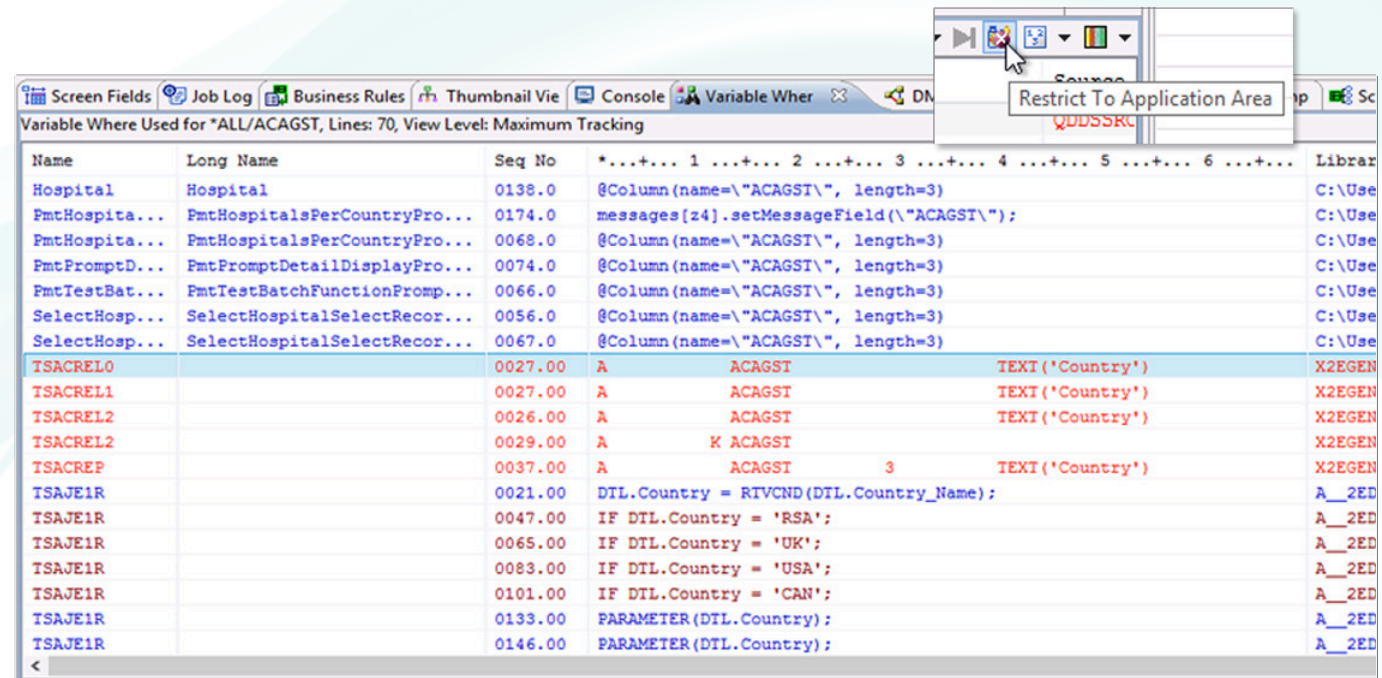 Source
Restrict To Application Area
QDDSSRC
Screen Fields Job Log Business Rules Thumbnail Vie Console Variable Wher DM mp Sc
Variable Where Used for *ALL/ACAGST, Lines: 70, View Level: Maximum Tracking
Name Long Name Seq No *...+... 1 ...+... 2 ...+... 3 ...+... 4 ...+... 5 ...+... 6 ...+... Librar
Hospital Hospital 0138.0 @Column(name=\"ACAGST\", length=3) C:\Use
PmtHospita... PmtHospitalsPerCountryPro... 0174.0 messages[z4].setMessageField(\"ACAGST\"); C:\Use
PmtHospita... PmtHospitalsPerCountryPro... 0068.0 @Column(name=\"ACAGST\", length=3) C:\Use
PmtPromptD... PmtPromptDetailDisplayPro... 0074.0 @Column(name=\"ACAGST\", length=3) C:\Use
PmtTestBat... PmtTestBatchFunctionPromp... 0066.0 @Column(name=\"ACAGST\", length=3) C:\Use
SelectHosp... SelectHospitalSelectRecor... 0056.0 @Column(name=\"ACAGST\", length=3) C:\Use
SelectHosp... SelectHospitalSelectRecor... 0067.0 @Column(name=\"ACAGST\", length=3) C:\Use
TSACREL0 0027.00 A ACAGST TEXT('Country') X2EGEN
TSACREL1 0027.00 A ACAGST TEXT('Country') X2EGEN
TSACREL2 0026.00 A ACAGST TEXT('Country') X2EGEN
TSACREL2 0029.00 A K ACAGST X2EGEN
TSACREP 0037.00 A ACAGST 3 TEXT('Country') X2EGEN
TSAJE1R 0021.00 DTL.Country = RTVCND(DTL.Country_Name); A__2ED
TSAJE1R 0047.00 IF DTL.Country = 'RSA'; A__2ED
TSAJE1R 0065.00 IF DTL.Country = 'UK'; A__2ED
TSAJE1R 0083.00 IF DTL.Country = 'USA'; A__2ED
TSAJE1R 0101.00 IF DTL.Country = 'CAN'; A__2ED
TSAJE1R 0133.00 PARAMETER(DTL.Country); A__2ED
TSAJE1R 0146.00 PARAMETER(DTL.Country); A__2ED